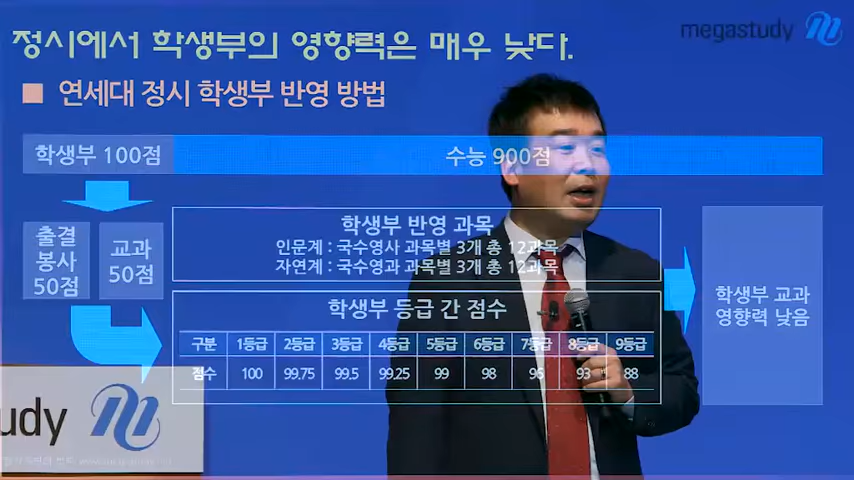 megastudy
정시에서 학생부의 영향력은 매우 낮다.
■ 연세대 정시 학생부 반영 방법
학생부 100점
수능 900점
출결
봉사
50점
교과
50점
학생부 반영 과목
인문계 : 국수영사 과목별 3개 총 12과목
자연계 : 국수영과 과목별 3개 총 12과목
학생부 등급 간 점수
구분 1등급 2등급 3등급 4등급 5등급 6등급 7등급 8등급 9등급
점수 100 99.75 99.5 99.25 99 98 95 93 88
학생부 교과
영향력 낮음
udy